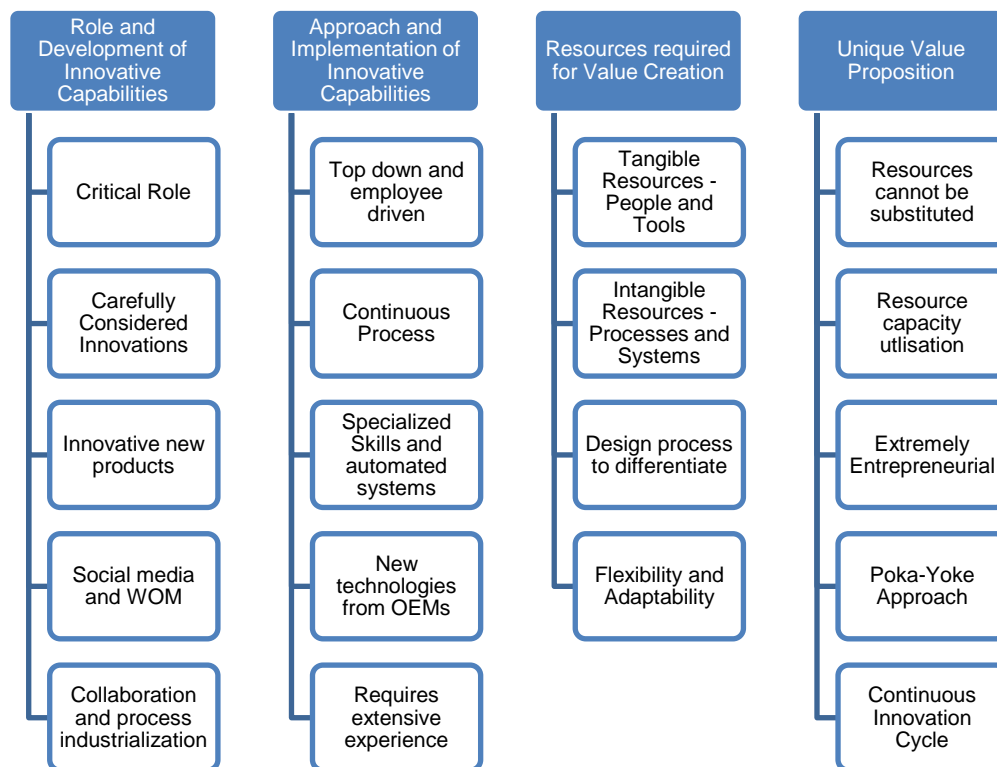 Role and
Development of
Innovative
Capabilities
Critical Role
Carefully
Considered
Innovations
Innovative new
products
Social media
and WOM
Collaboration
and process
industrialization
Approach and
Implementation of
Innovative
Capabilities
Top down and
employee
driven
Continuous
Process
Specialized
Skills and
automated
systems
New
technologies
from OEMs
Requires
extensive
experience
Resources required
for Value Creation
Tangible
Resources -
People and
Tools
Intangible
Resources -
Processes and
Systems
Design process
to differentiate
Flexibility and
Adaptability
Unique Value
Proposition
Resources
cannot be
substituted
Resource
capacity
utlisation
Extremely
Entrepreneurial
Poka-Yoke
Approach
Continuous
Innovation
Cycle